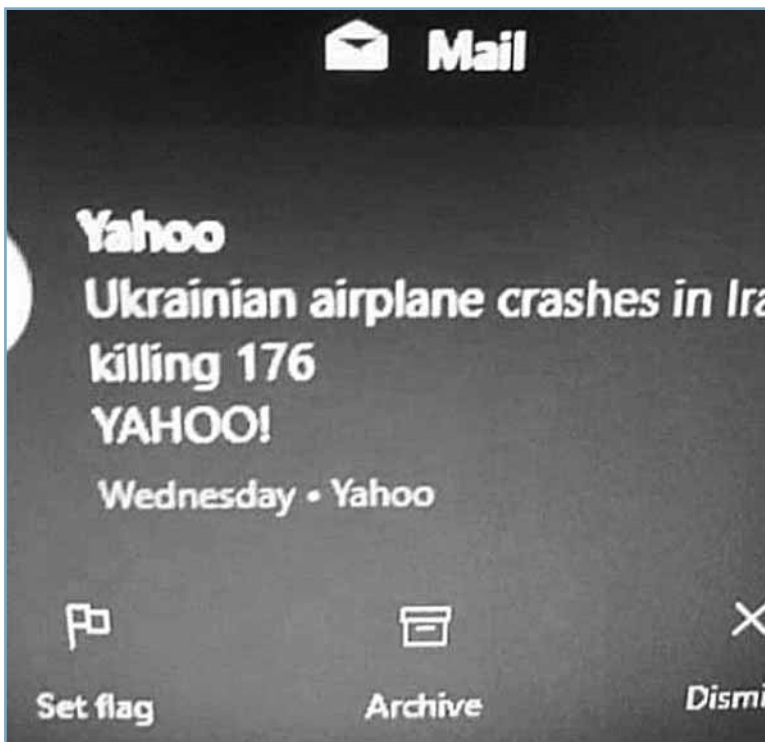 Mail
Yahoo
Ukrainian airplane crashes in
killing 176
YAHOO!
Wednesday • Yahoo
Set flag
Archive